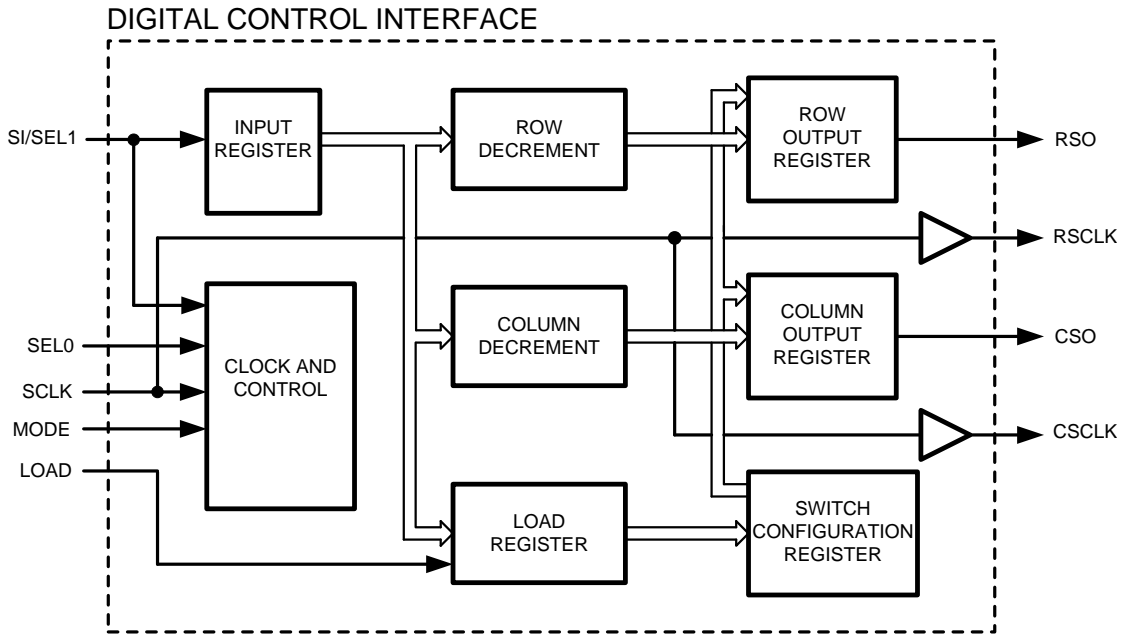 DIGITAL CONTROL INTERFACE
SI/SEL1
INPUT
REGISTER
ROW
DECREMENT
ROW
OUTPUT
REGISTER
RSO
RSCLK
SEL0
SCLK
MODE
LOAD
CLOCK AND
CONTROL
COLUMN
DECREMENT
COLUMN
OUTPUT
REGISTER
CSO
CSCLK
LOAD
REGISTER
SWITCH
CONFIGURATION
REGISTER